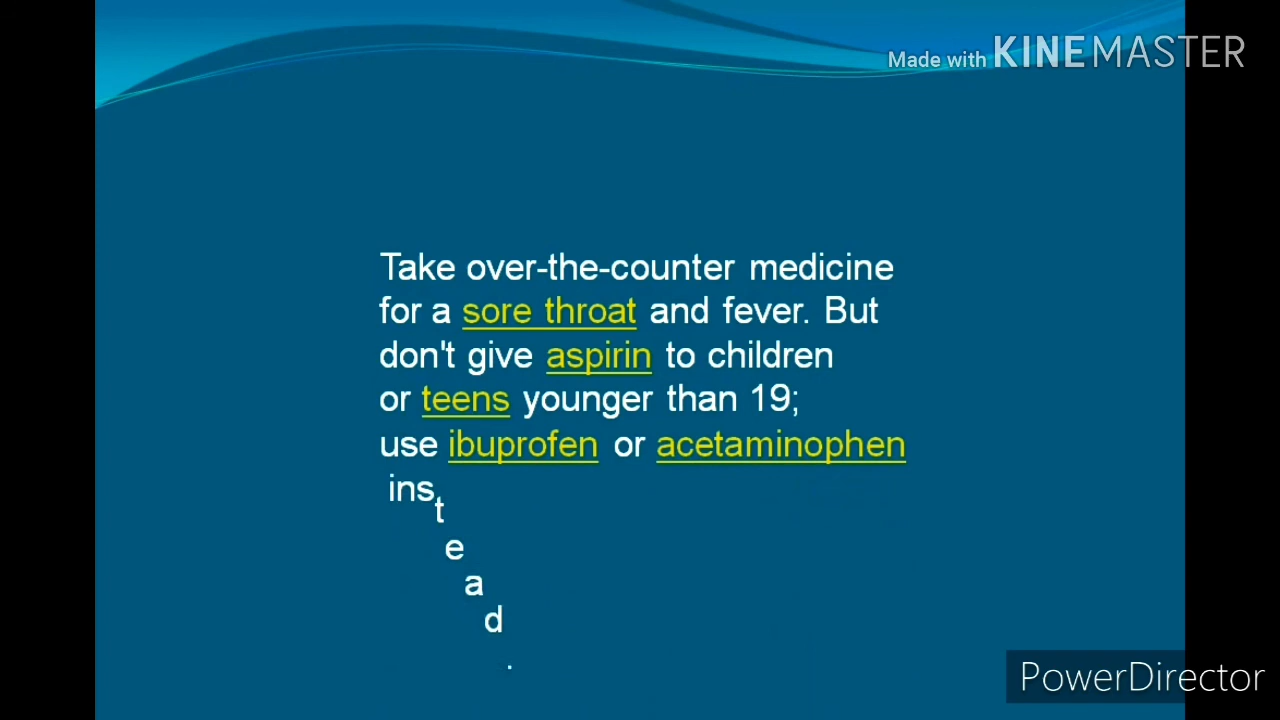 Made with KINEMASTER
Take over-the-counter medicine
for a sore throat and fever. But
don't give aspirin to children
or teens younger than 19;
use ibuprofen or acetaminophen
instead.
PowerDirector